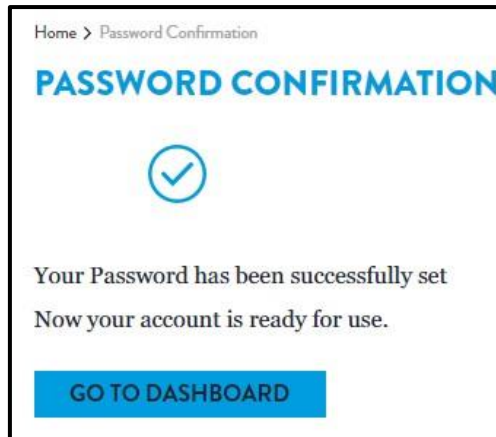 Home > Password Confirmation
PASSWORD CONFIRMATION
Your Password has been successfully set
Now your account is ready for use.
GO TO DASHBOARD